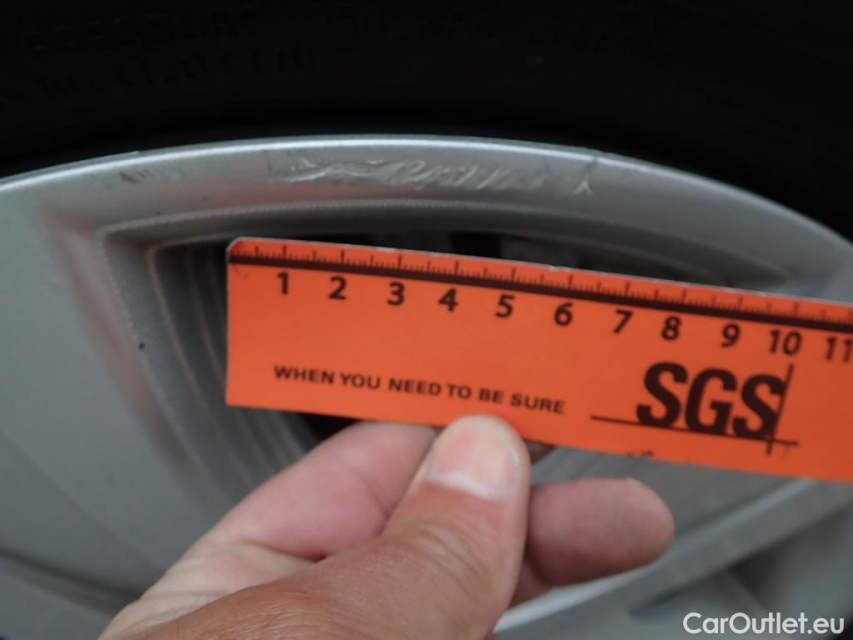 1 2 3 4 5 6 7 8 9 10 11
WHEN YOU NEED TO BE SURE
SGS
CarOutlet.eu